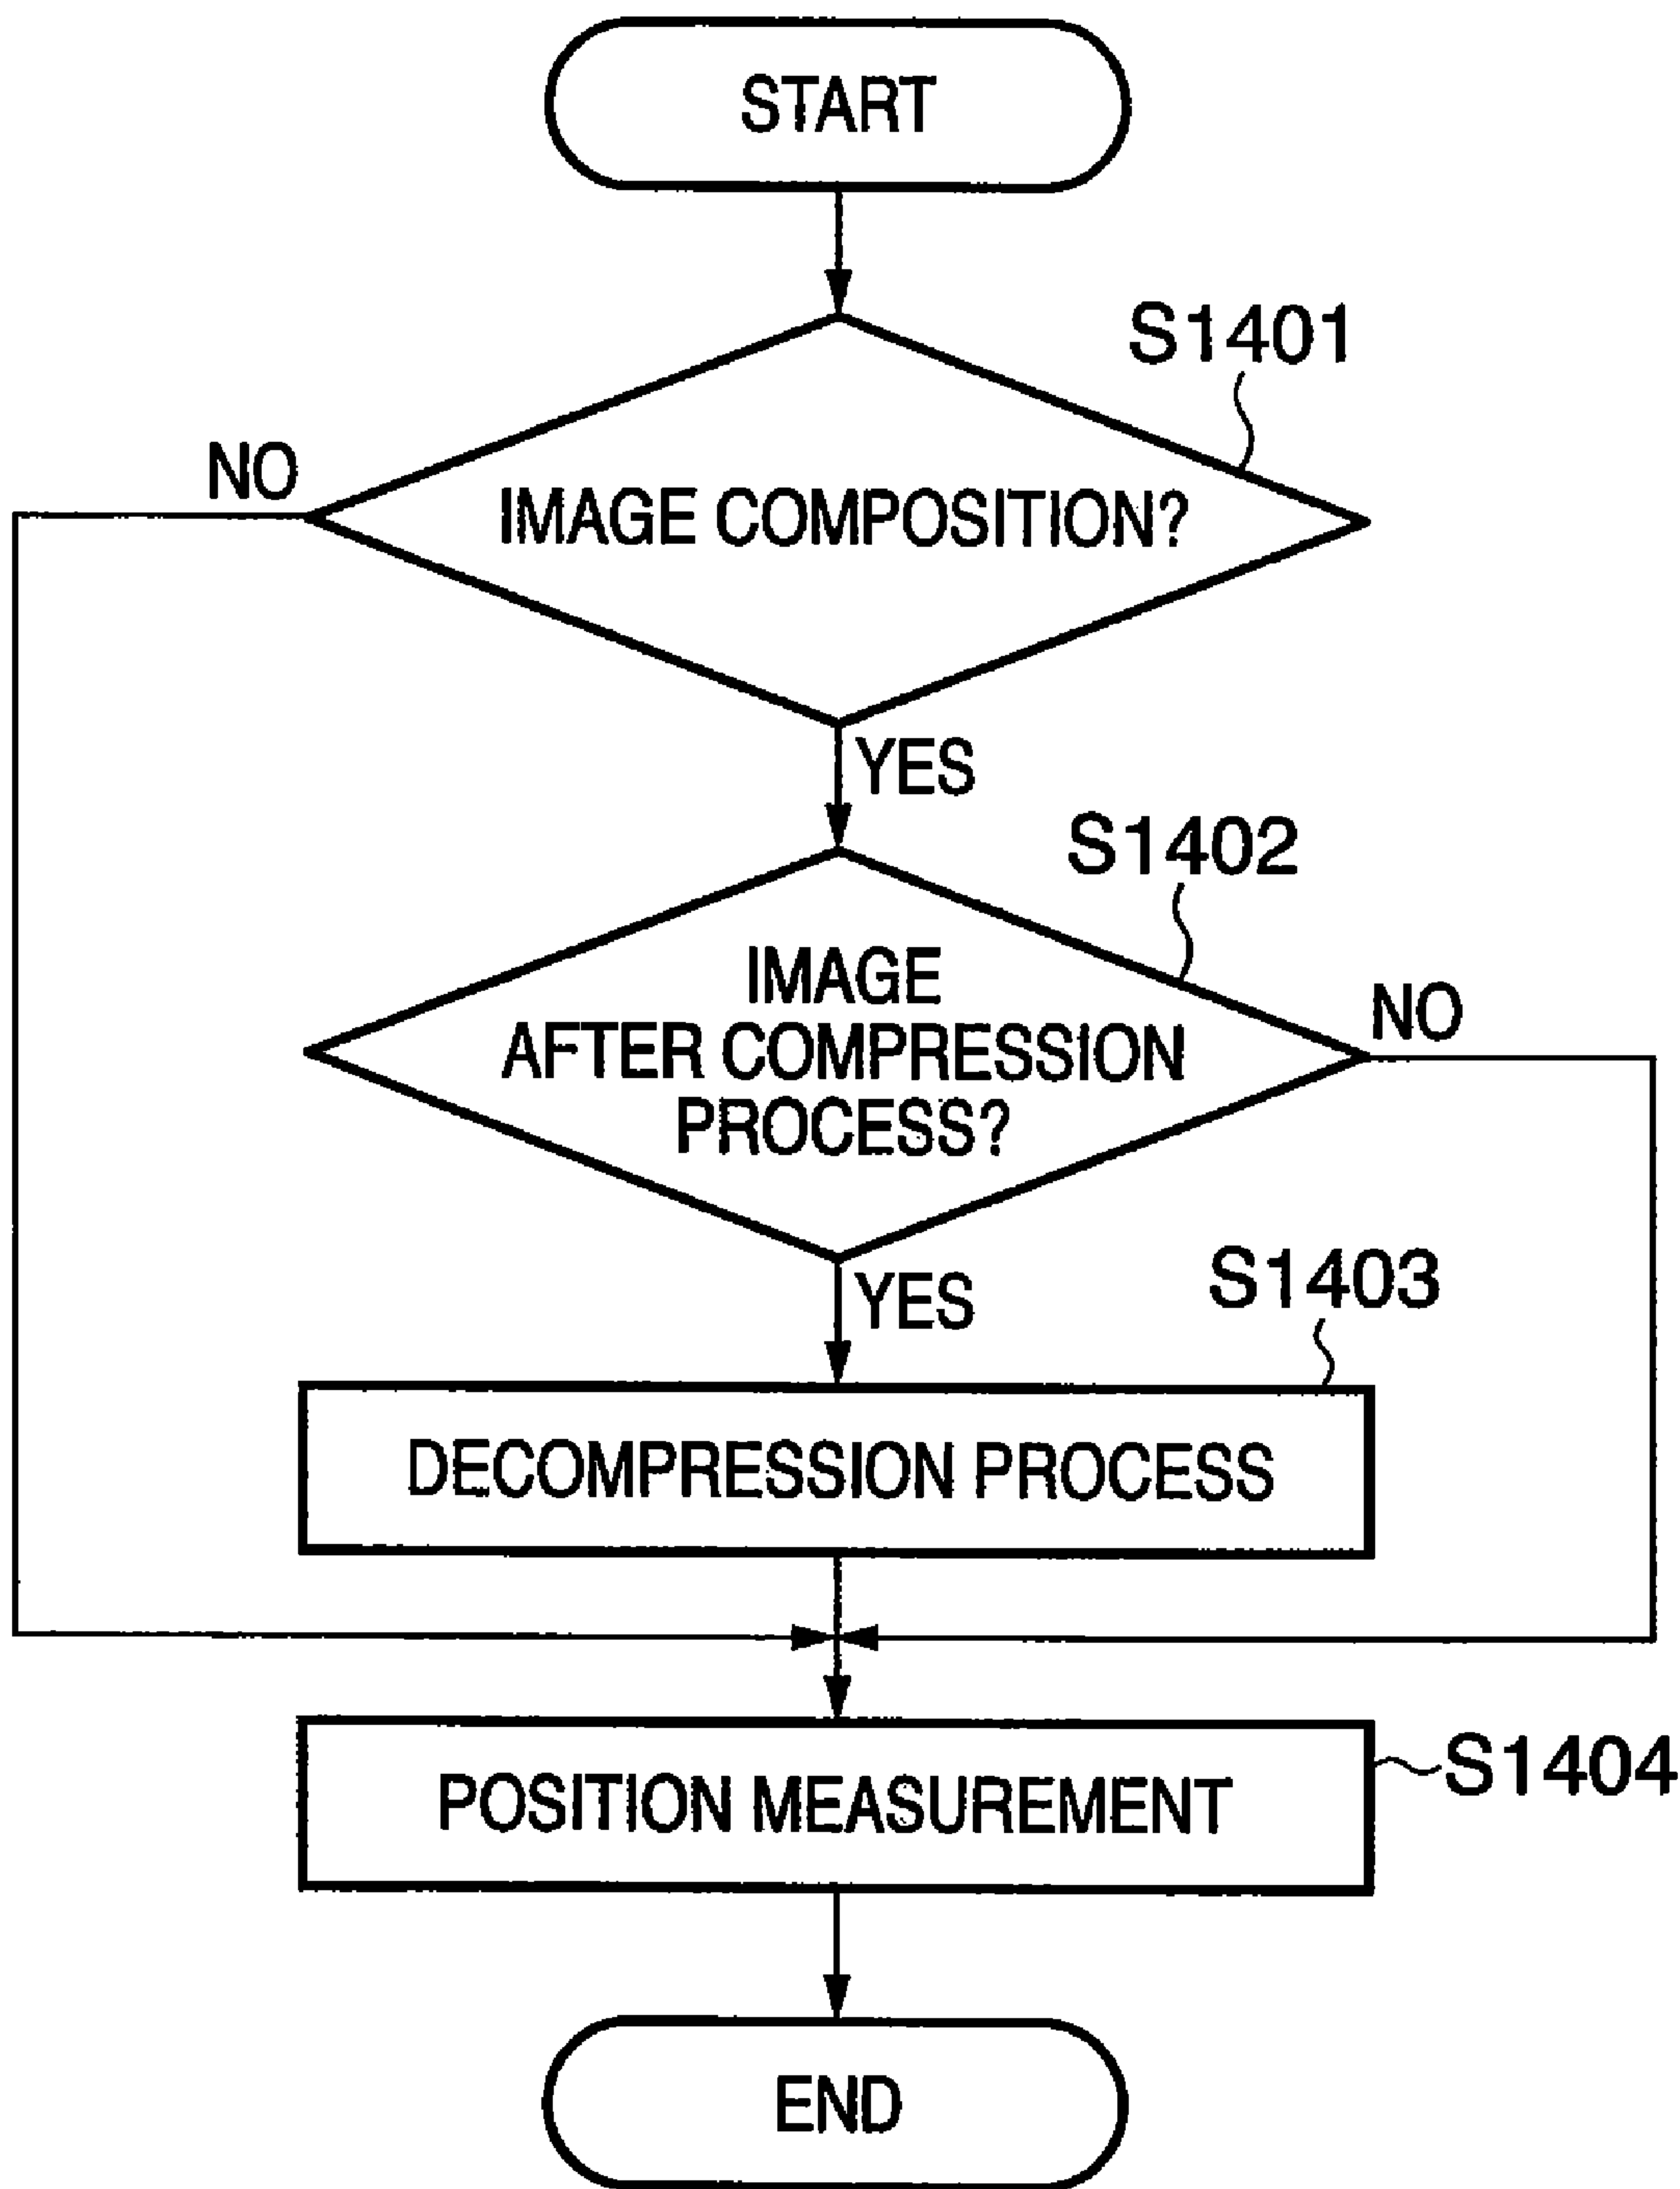 START
S1401
NO
IMAGE COMPOSITION?
YES
S1402
IMAGE
AFTER COMPRESSION
PROCESS?
NO
YES
S1403
DECOMPRESSION PROCESS
POSITION MEASUREMENT
S1404
END